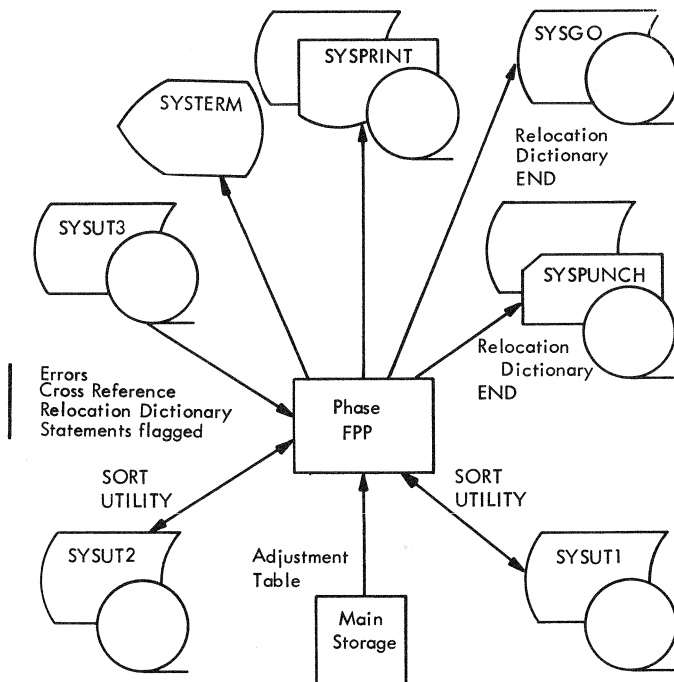 SYSPRINT
SYSGO
SYSTERM
Relocation
Dictionary
END
SYSUT3
SYSPUNCH
Relocation
Dictionary
END
Errors
Cross Reference
Relocation Dictionary
Statements flagged
Phase
FPP
SORT
UTILITY
SORT
UTILITY
SYSUT2
Adjustment
Table
SYSUT1
Main
Storage